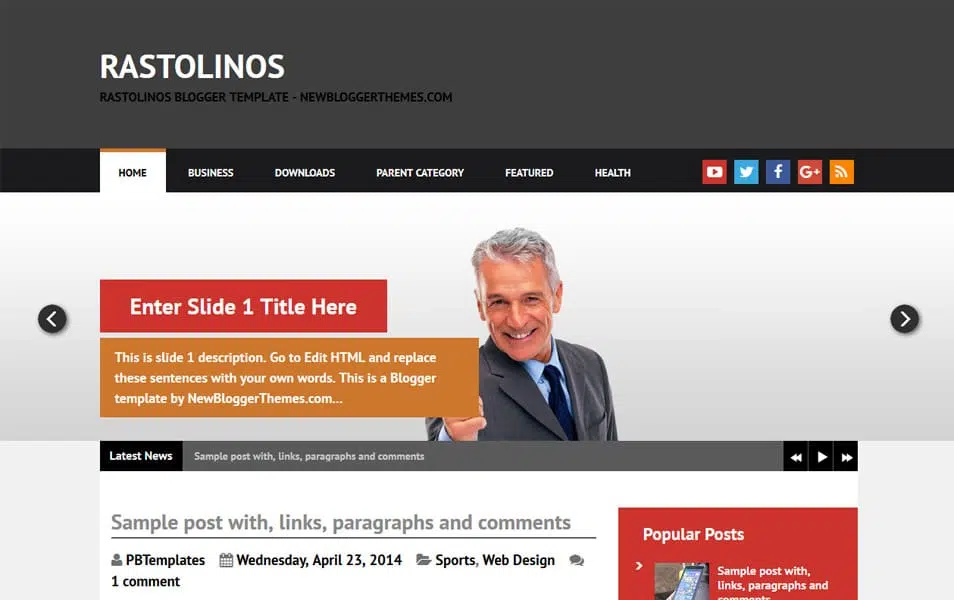 RASTOLINOS
RASTOLINOS BLOGGER TEMPLATE - NEWBLOGGERTHEMES.COM
HOME BUSINESS DOWNLOADS PARENT CATEGORY FEATURED HEALTH
Enter Slide 1 Title Here
This is slide 1 description. Go to Edit HTML and replace
these sentences with your own words. This is a Blogger
template by NewBloggerThemes.com...
Latest News Sample post with, links, paragraphs and comments
Sample post with, links, paragraphs and comments
PBTemplates Wednesday, April 23, 2014 Sports, Web Design
1 comment
Popular Posts
Sample post with,
links, paragraphs and
comments